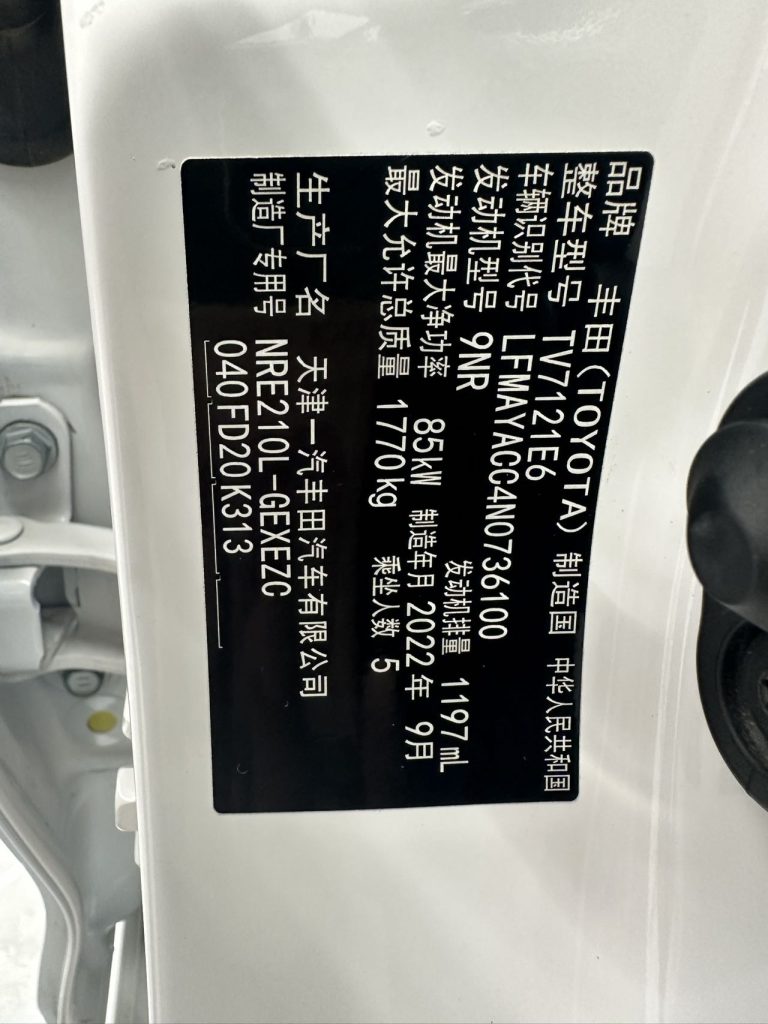 品牌 丰田(TOYOTA) 制造国 中华人民共和国
整车型号 TV7121E6
车辆识别代号 LFMAYACC4N0736100
发动机型号 9NR 发动机排量 1197mL
发动机最大净功率 85kW 制造年月 2022年 9月
最大允许总质量 1770kg 乘坐人数 5
生产厂名 天津一汽丰田汽车有限公司
制造厂专用号 NRE210L-GEXEZC
040FD20K313